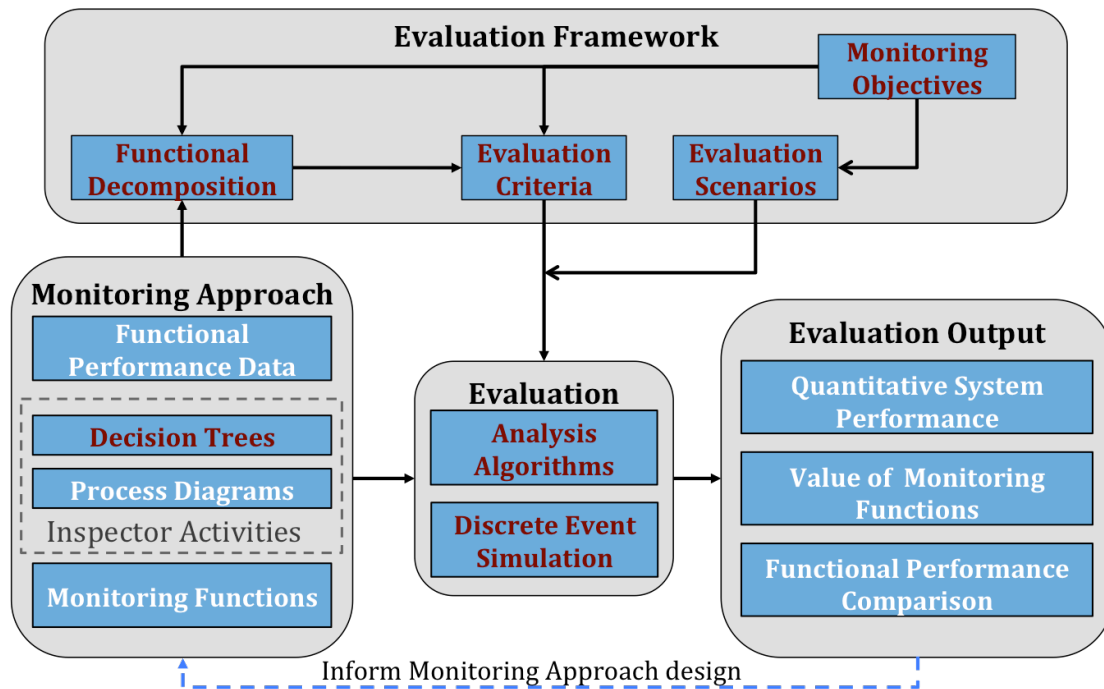 Evaluation Framework
Monitoring
Objectives
Functional
Decomposition
Evaluation
Criteria
Evaluation
Scenarios
Monitoring Approach
Functional
Performance Data
Decision Trees
Process Diagrams
Inspector Activities
Monitoring Functions
Evaluation
Analysis
Algorithms
Discrete Event
Simulation
Evaluation Output
Quantitative System
Performance
Value of Monitoring
Functions
Functional Performance
Comparison
Inform Monitoring Approach design